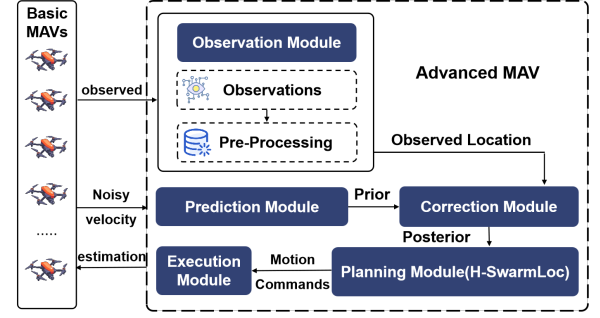 Basic
MAVs
.....
observed
Noisy
velocity
estimation
Observation Module
Observations
Pre-Processing
Advanced MAV
Observed Location
Prediction Module
Prior
Correction Module
Posterior
Execution
Module
Motion
Commands
Planning Module(H-SwarmLoc)